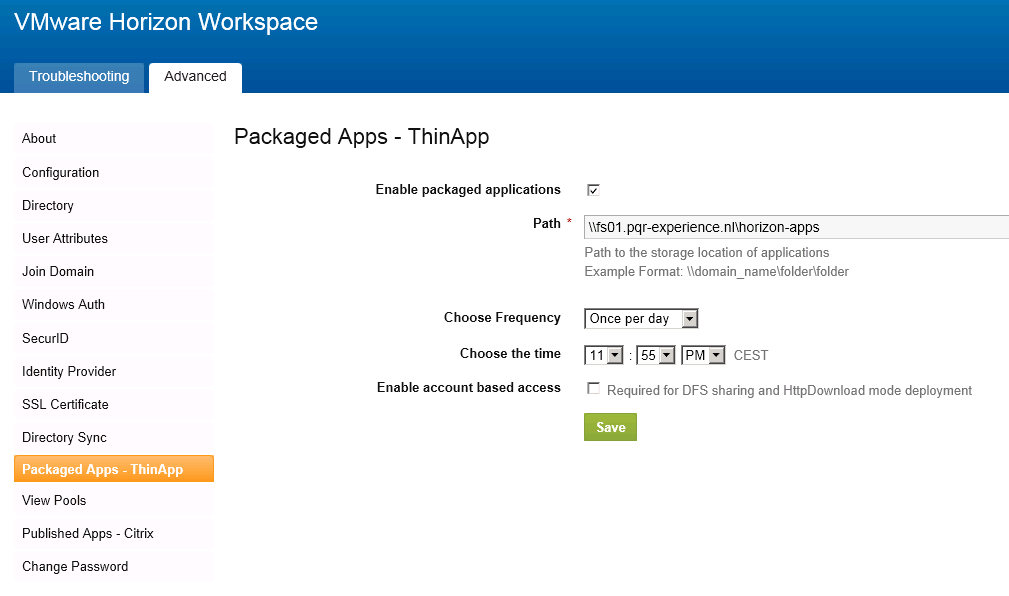 VMware Horizon Workspace
Troubleshooting
Advanced
About
Configuration
Directory
User Attributes
Join Domain
Windows Auth
SecurID
Identity Provider
SSL Certificate
Directory Sync
Packaged Apps - ThinApp
View Pools
Published Apps - Citrix
Change Password
Packaged Apps - ThinApp
Enable packaged applications
Path * \\fs01.pqr-experience.nl\horizon-apps
Path to the storage location of applications
Example Format: \\domain_name\folder\folder
Choose Frequency Once per day
Choose the time 11 : 55 PM CEST
Enable account based access Required for DFS sharing and HttpDownload mode deployment
Save